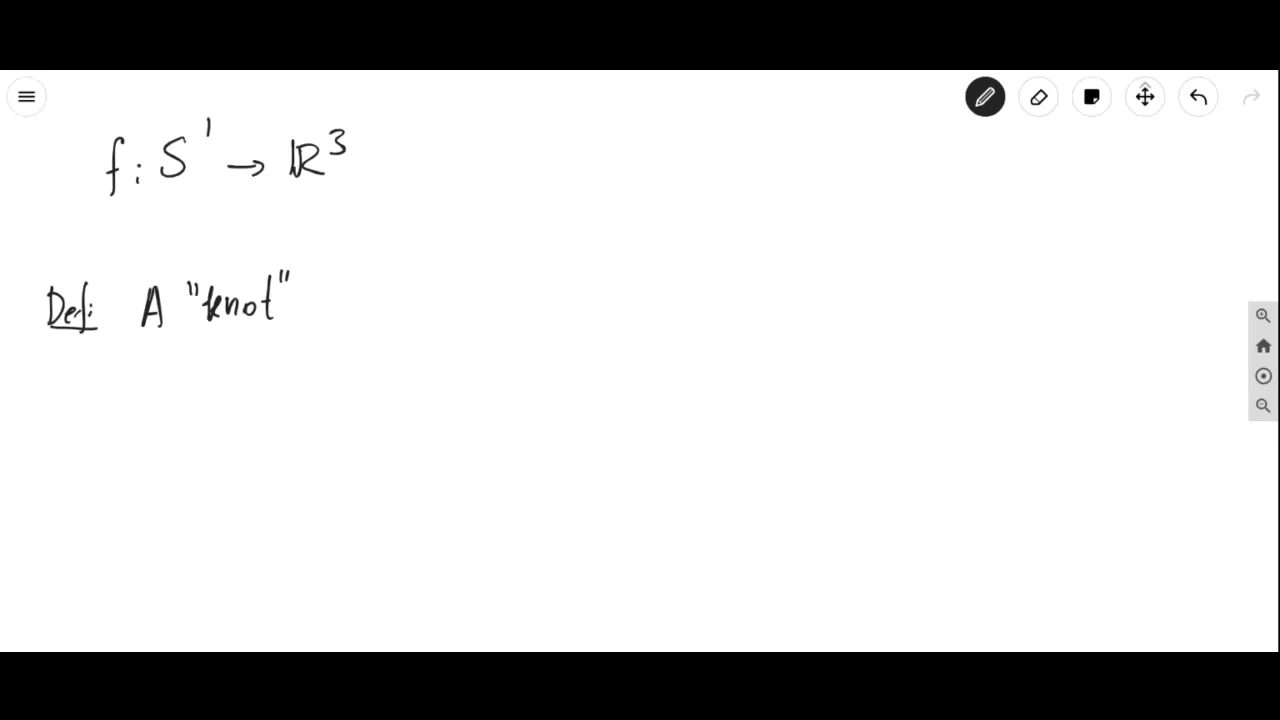 f: S¹ → ℝ³
Def: A "knot"